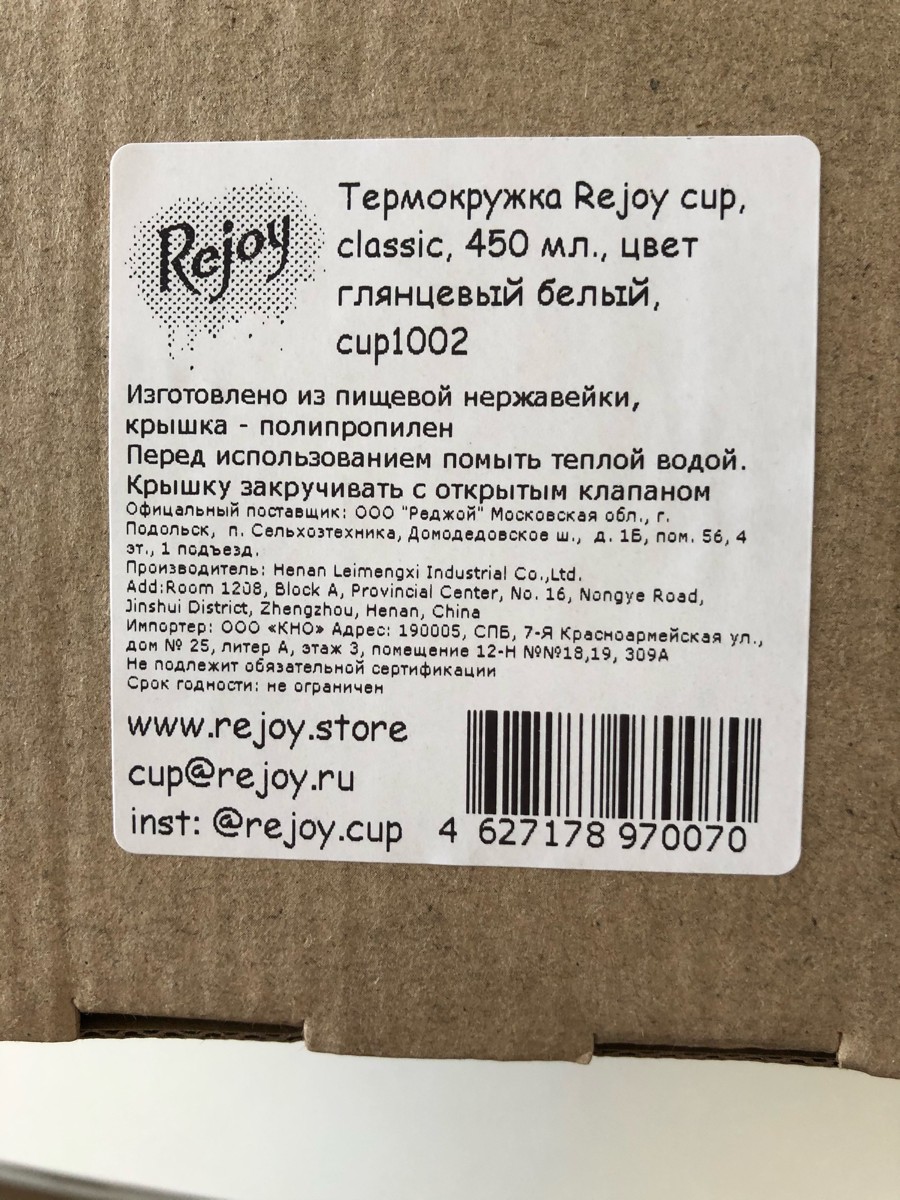 Rejoy
Термокружка Rejoy cup,
classic, 450 мл., цвет
глянцевый белый,
cup1002
Изготовлено из пищевой нержавейки,
крышка - полипропилен
Перед использованием помыть теплой водой.
Крышку закручивать с открытым клапаном
Официальный поставщик: ООО "Реджой" Московская обл., г.
Подольск, п. Сельхозтехника, Домодедовское ш., д. 1Б, пом. 56, 4
эт., 1 подъезд.
Производитель: Henan Leimengxi Industrial Co.,Ltd.
Add:Room 1208, Block A, Provincial Center, No. 16, Nongye Road,
Jinshui District, Zhengzhou, Henan, China
Импортер: ООО «КНО» Адрес: 190005, СПБ, 7-Я Красноармейская ул.,
дом № 25, литер А, этаж 3, помещение 12-Н №№18,19, 309А
Не подлежит обязательной сертификации
Срок годности: не ограничен
www.rejoy.store
cup@rejoy.ru
inst: @rejoy.cup
4 627178 970070